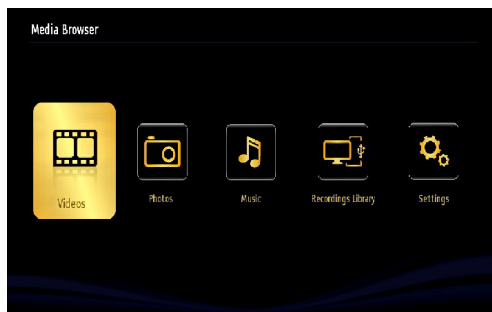 Media Browser
Videos
Photos
Music
Recordings Library
Settings